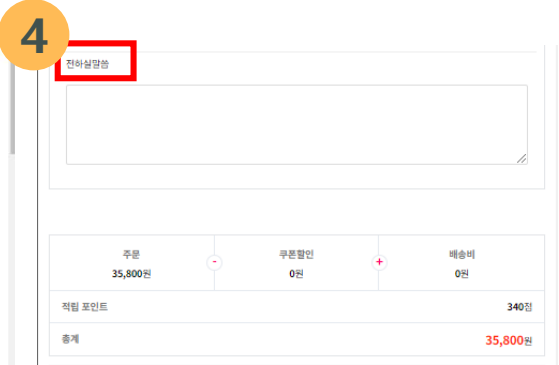 4
전하실말씀
주문 쿠폰할인 배송비
35,800원 - 0원 + 0원
적립 포인트 340점
총계 35,800원